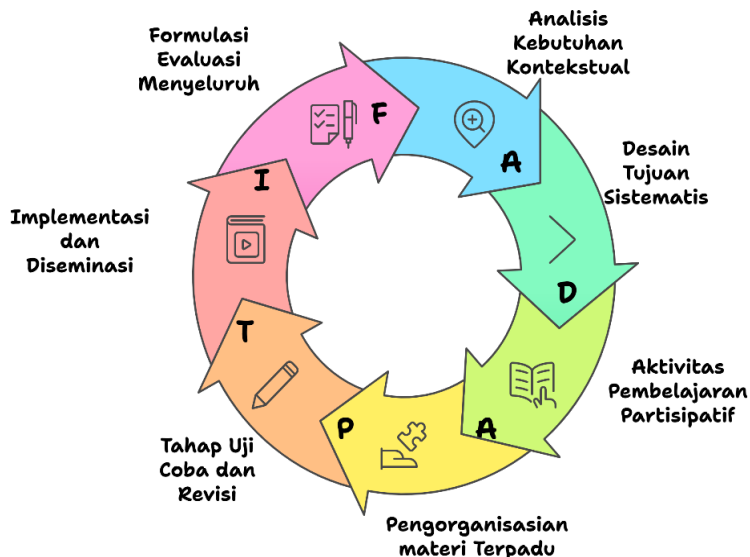 Analisis
Kebutuhan
Kontekstual
A
Desain
Tujuan
Sistematis
D
Aktivitas
Pembelajaran
Partisipatif
A
Pengorganisasian
materi Terpadu
P
Tahap Uji
Coba dan
Revisi
T
Implementasi
dan
Diseminasi
I
Formulasi
Evaluasi
Menyeluruh
F